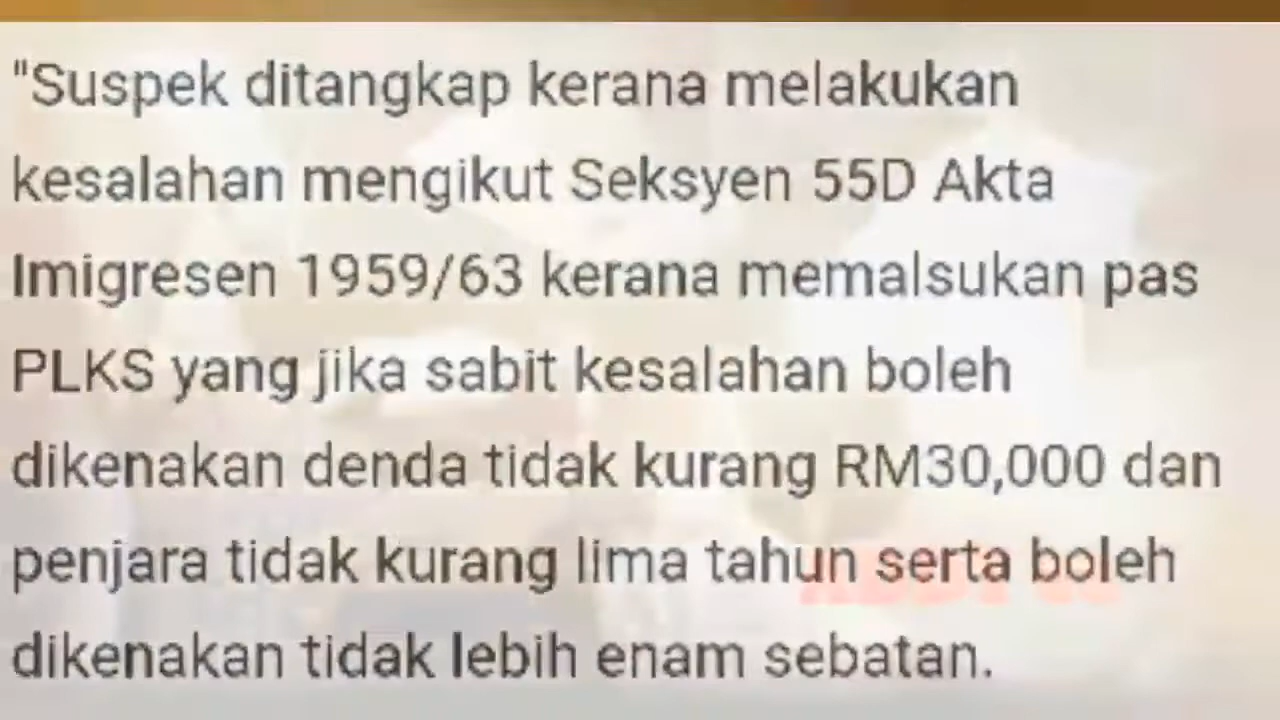 "Suspek ditangkap kerana melakukan
kesalahan mengikut Seksyen 55D Akta
Imigresen 1959/63 kerana memalsukan pas
PLKS yang jika sabit kesalahan boleh
dikenakan denda tidak kurang RM30,000 dan
penjara tidak kurang lima tahun serta boleh
dikenakan tidak lebih enam sebatan.